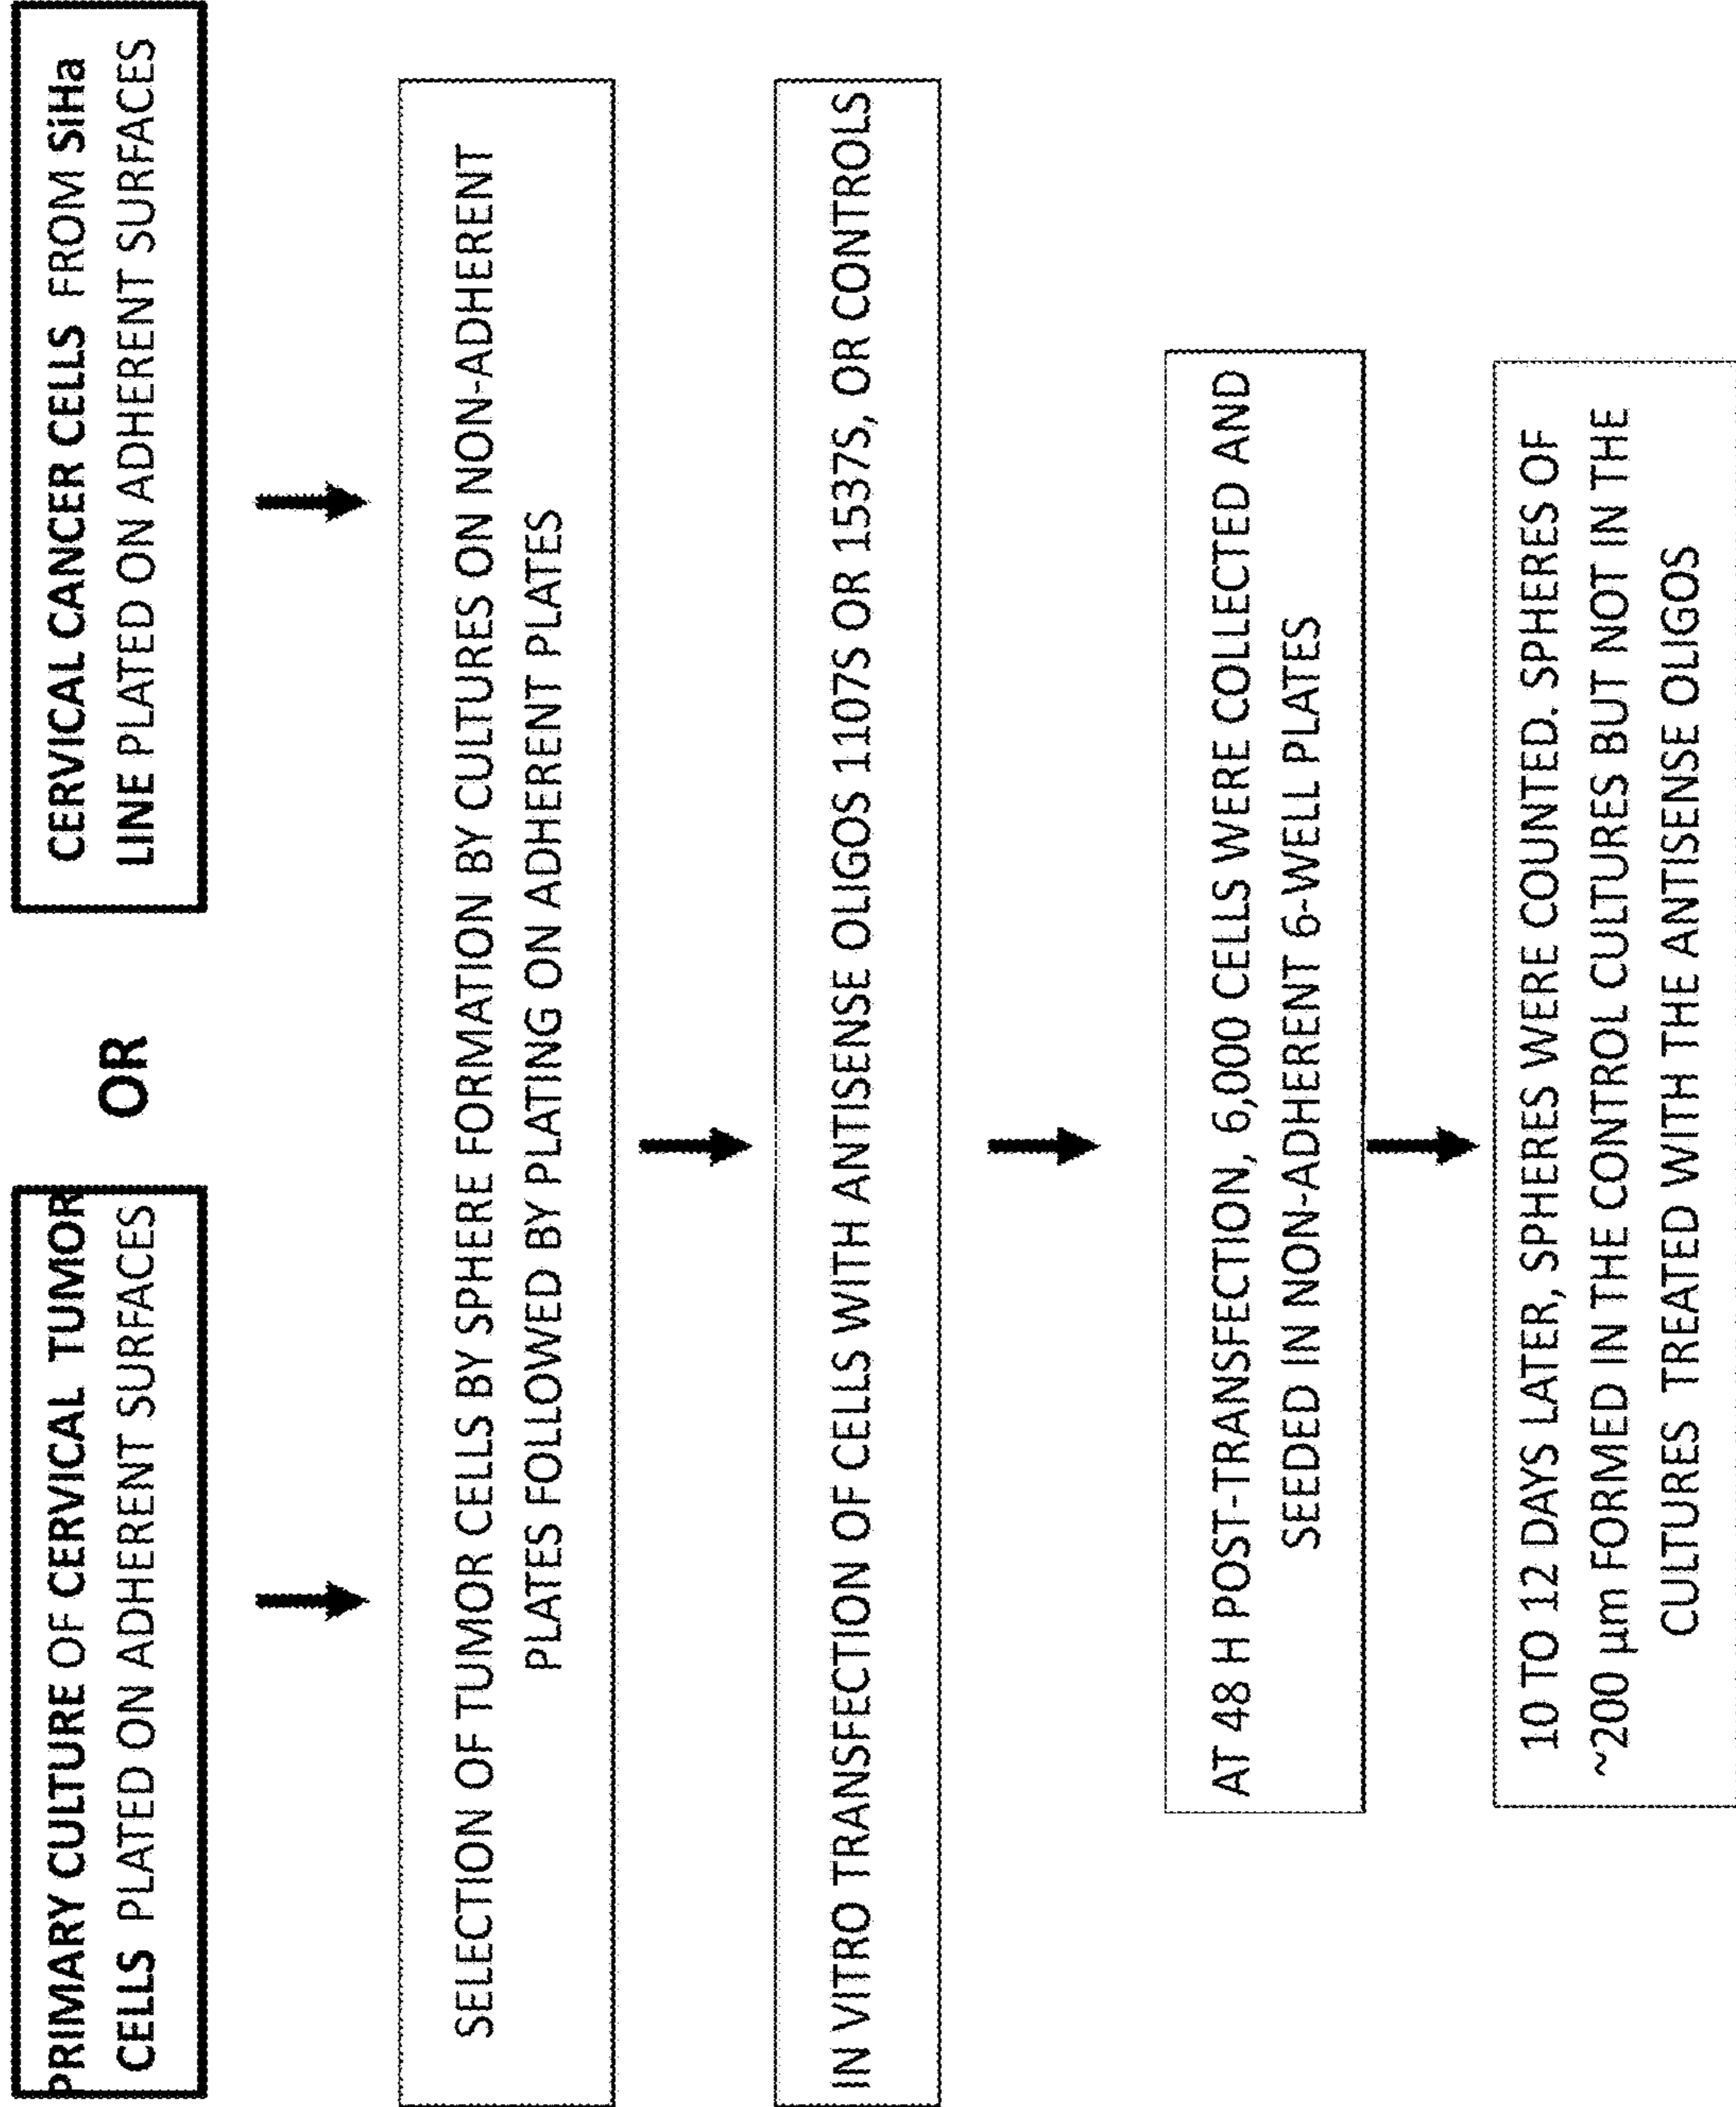 PRIMARY CULTURE OF CERVICAL TUMOR
CELLS PLATED ON ADHERENT SURFACES
OR
CERVICAL CANCER CELLS FROM SiHa
LINE PLATED ON ADHERENT SURFACES
SELECTION OF TUMOR CELLS BY SPHERE FORMATION BY CULTURES ON NON-ADHERENT
PLATES FOLLOWED BY PLATING ON ADHERENT PLATES
IN VITRO TRANSFECTION OF CELLS WITH ANTISENSE OLIGOS 1107S OR 1537S, OR CONTROLS
AT 48 H POST-TRANSFECTION, 6,000 CELLS WERE COLLECTED AND
SEEDED IN NON-ADHERENT 6-WELL PLATES
10 TO 12 DAYS LATER, SPHERES WERE COUNTED. SPHERES OF
~200 µm FORMED IN THE CONTROL CULTURES BUT NOT IN THE
CULTURES TREATED WITH THE ANTISENSE OLIGOS